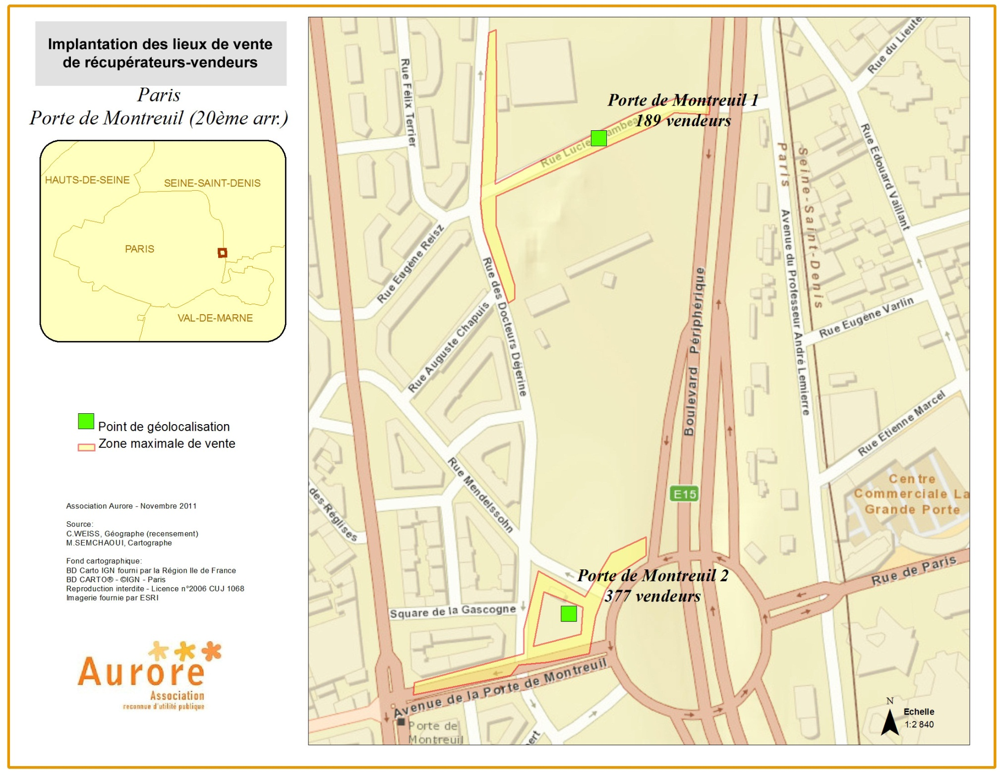 Implantation des lieux de vente
de récupérateurs-vendeurs
Paris
Porte de Montreuil (20ème arr.)
HAUTS-DE-SEINE
SEINE-SAINT-DENIS
PARIS
VAL-DE-MARNE
Point de géolocalisation
Zone maximale de vente
Association Aurore - Novembre 2011
Source:
C.WEISS, Géographe (recensement)
M.SEMCHAOUI, Cartographe
Fond cartographique:
BD Carto IGN fourni par la Région Ile de France
BD CARTO® - ©IGN - Paris
Reproduction interdite - Licence n°2006 CUJ 1068
Imagerie fournie par ESRI
Aurore
Association
reconnue d'utilité publique
Rue Félix Terrier
Rue du Lieute
Porte de Montreuil 1
189 vendeurs
Rue Lucie
ambeau
Rue Edouard Vaillant
Paris
Seine-Saint-Denis
Rue Eugène Reisz
Rue des Docteurs Déjerine
Rue Auguste Chapuis
Boulevard Périphérique
Avenue du Professeur André Lemierre
Rue Eugène Varlin
Rue Etienne Marcel
Rue Mendelssohn
des Réglises
E15
Centre
Commerciale La
Grande Porte
Rue de Paris
Porte de Montreuil 2
377 vendeurs
Square de la Gascogne
Avenue de la Porte de Montreuil
Porte de
Montreuil
bert
N
Echelle
1:2 840